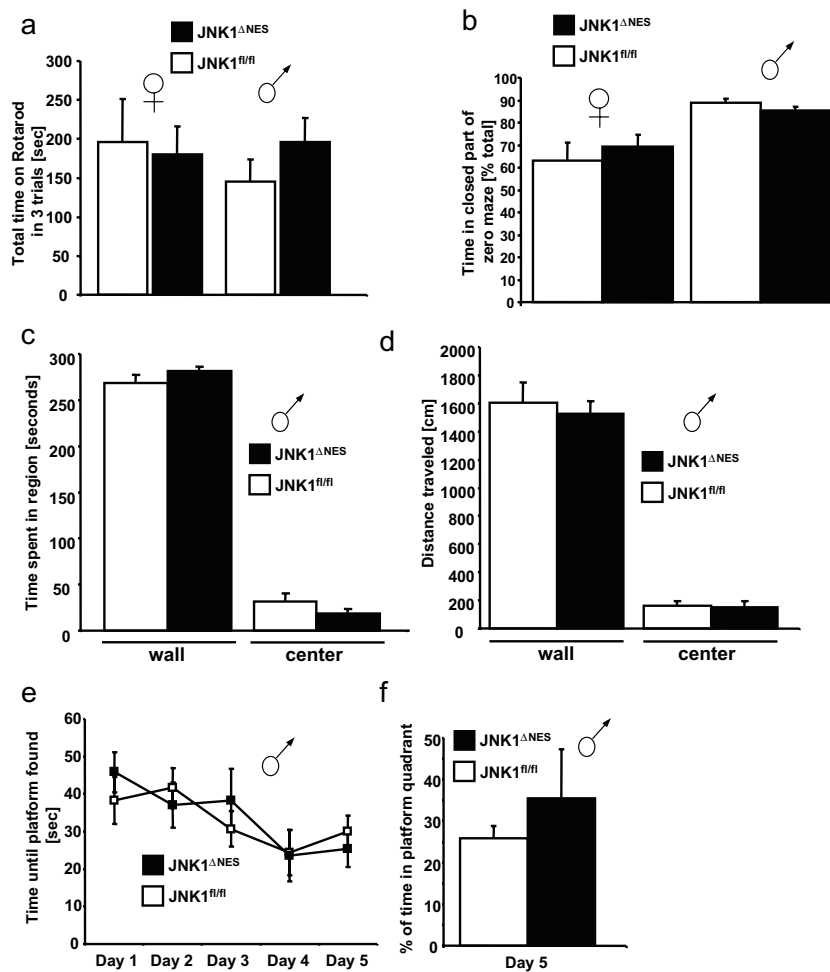 a
JNK1ΔNES
JNK1fl/fl
Total time on Rotarod
in 3 trials [sec]
300
250
200
150
100
50
0
b
JNK1ΔNES
JNK1fl/fl
Time in closed part of
zero maze [% total]
100
90
80
70
60
50
40
30
20
10
0
c
Time spent in region [seconds]
300
250
200
150
100
50
0
JNK1ΔNES
JNK1fl/fl
wall
center
d
Distance traveled [cm]
2000
1800
1600
1400
1200
1000
800
600
400
200
0
JNK1ΔNES
JNK1fl/fl
wall
center
e
Time until platform found
[sec]
60
50
40
30
20
10
0
JNK1ΔNES
JNK1fl/fl
Day 1 Day 2 Day 3 Day 4 Day 5
f
% of time in platform quadrant
50
40
30
20
10
0
JNK1ΔNES
JNK1fl/fl
Day 5